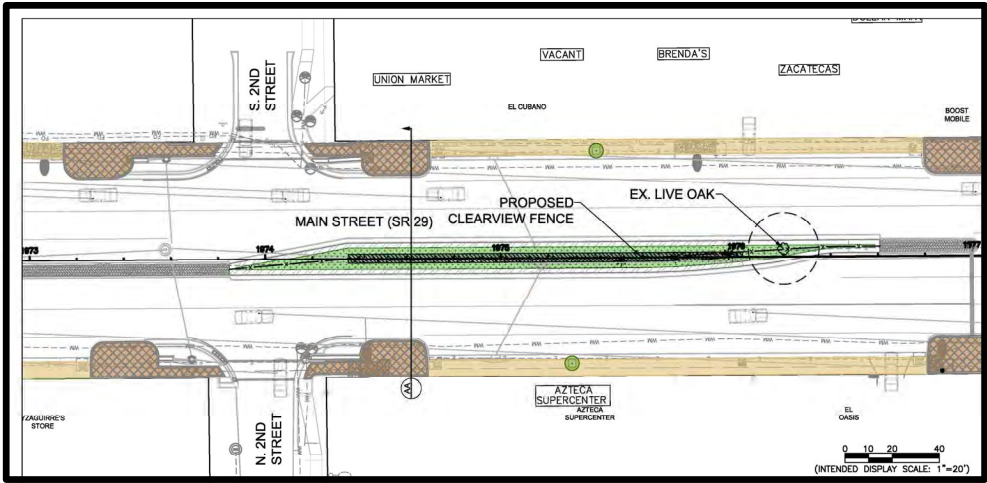 S. 2ND
STREET
UNION MARKET
VACANT
BRENDA'S
ZACATECAS
EL CUBANO
BOOST
MOBILE
PROPOSED
CLEARVIEW FENCE
EX. LIVE OAK
MAIN STREET (SR 29)
1973
1974
1975
1976
1977
N. 2ND
STREET
AZTECA
SUPERCENTER
AZTECA
SUPERCENTER
YZAGUIRRE'S
STORE
EL
OASIS
0 10 20 40
(INTENDED DISPLAY SCALE: 1"=20')